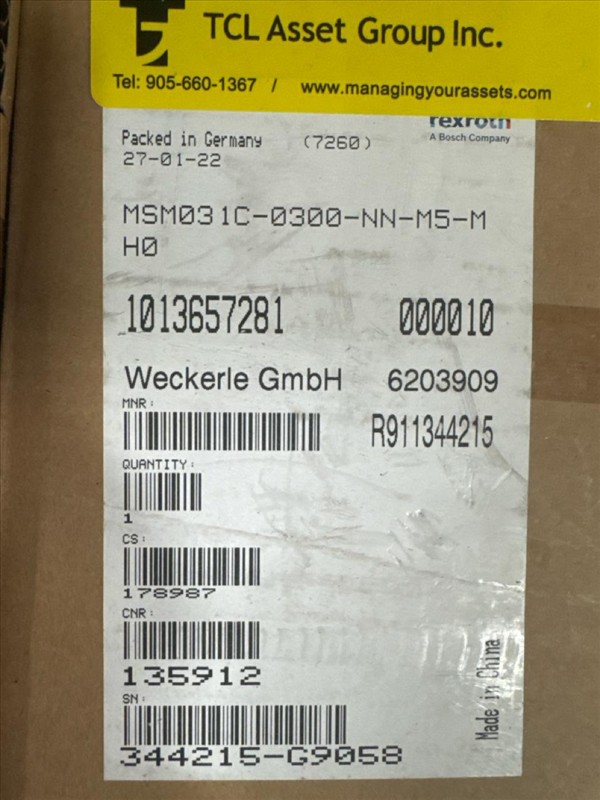 TCL Asset Group Inc.
Tel: 905-660-1367 / www.managingyourassets.com
rexroth
A Bosch Company
Packed in Germany (7260)
27-01-22
MSM031C-0300-NN-M5-M
H0
1013657281 000010
Weckerle GmbH 6203909
MNR:
R911344215
QUANTITY:
1
CS:
178987
CNR:
135912
SN:
344215-G9058
Made in China